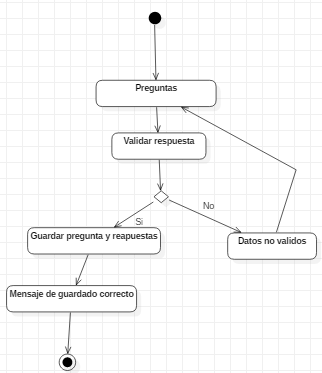 Preguntas
Validar respuesta
No
Si
Guardar pregunta y reapuestas
Datos no validos
Mensaje de guardado correcto